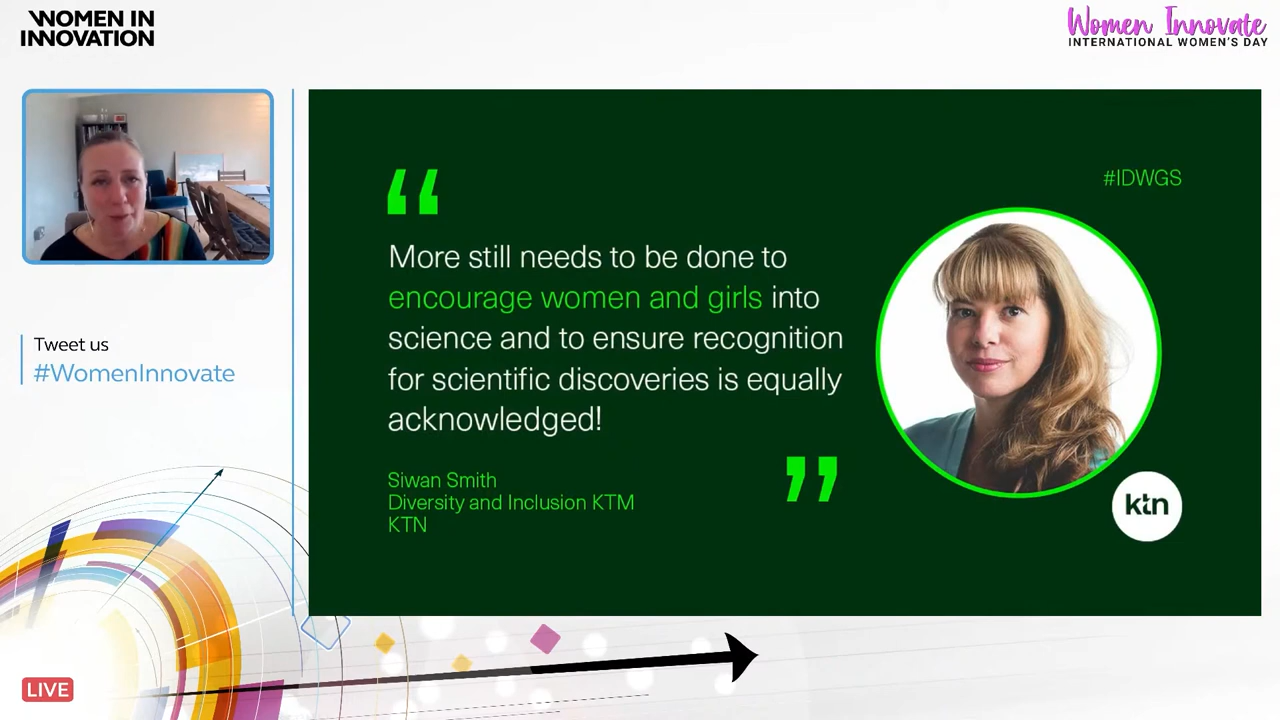 WOMEN IN
INNOVATION
Women Innovate
INTERNATIONAL WOMEN'S DAY
#IDWGS
“
More still needs to be done to
encourage women and girls into
science and to ensure recognition
for scientific discoveries is equally
acknowledged!
”
Siwan Smith
Diversity and Inclusion KTM
KTN
ktn
Tweet us
#WomenInnovate
LIVE